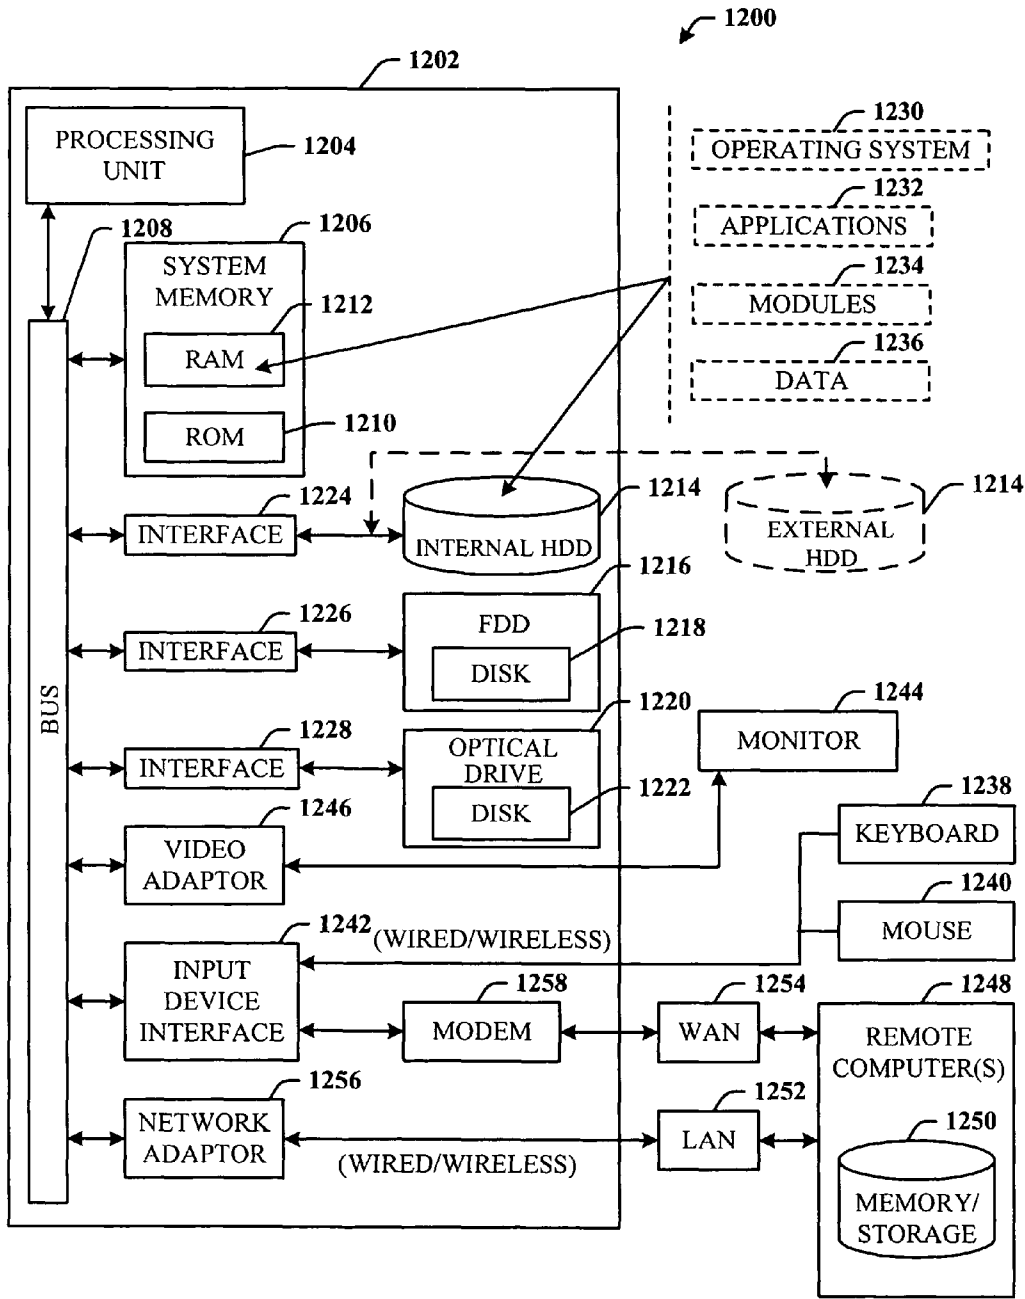 1200
1202
PROCESSING
UNIT
1204
1230
OPERATING SYSTEM
1232
APPLICATIONS
1234
MODULES
1236
DATA
1208
1206
SYSTEM
MEMORY
1212
RAM
1210
ROM
BUS
1224
INTERFACE
1214
INTERNAL HDD
1214
EXTERNAL
HDD
1226
INTERFACE
1216
FDD
1218
DISK
1228
INTERFACE
1220
OPTICAL
DRIVE
1222
DISK
1244
MONITOR
1246
VIDEO
ADAPTOR
1238
KEYBOARD
1240
MOUSE
1242
(WIRED/WIRELESS)
INPUT
DEVICE
INTERFACE
1258
MODEM
1254
WAN
1248
REMOTE
COMPUTER(S)
1256
NETWORK
ADAPTOR
(WIRED/WIRELESS)
1252
LAN
1250
MEMORY/
STORAGE